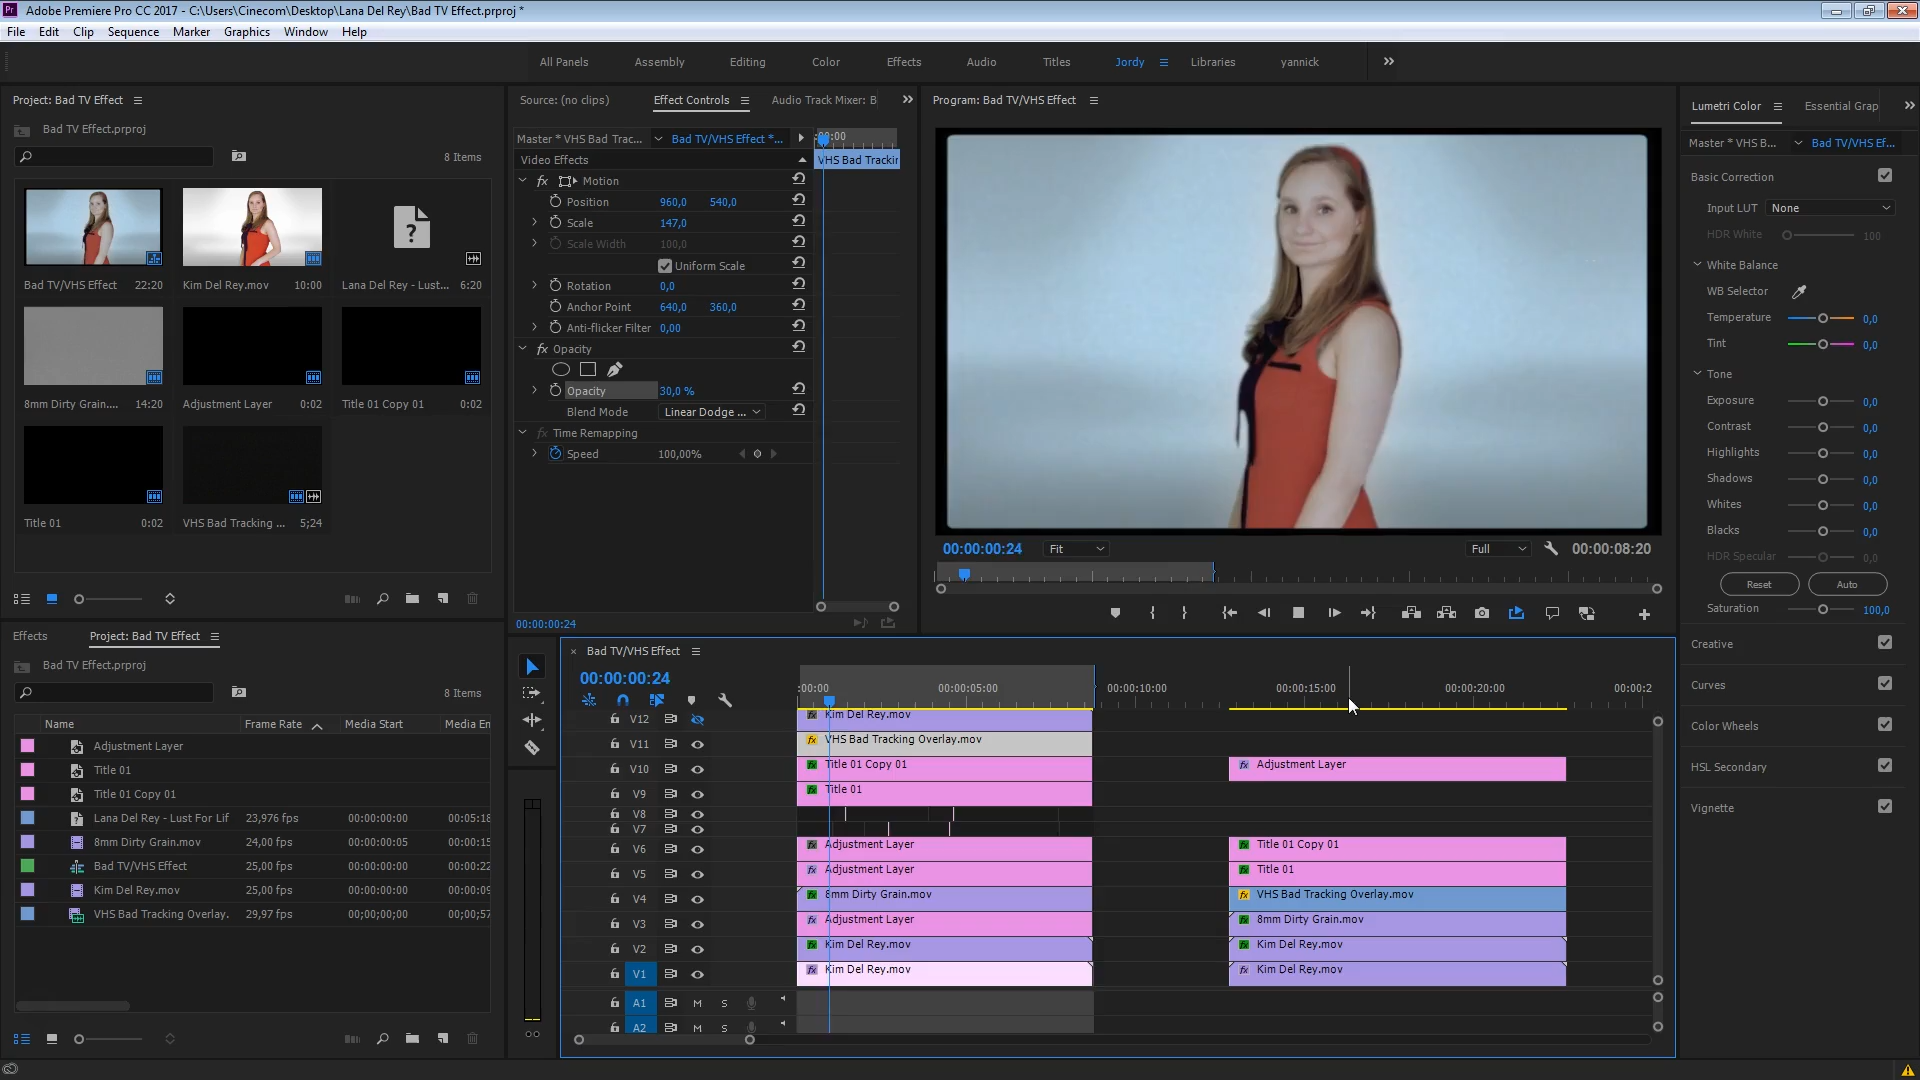 Adobe Premiere Pro CC 2017 - C:\Users\Cinecom\Desktop\Lana Del Rey\Bad TV Effect.prproj *
File Edit Clip Sequence Marker Graphics Window Help
All Panels Assembly Editing Color Effects Audio Titles Jordy Libraries yannick
Project: Bad TV Effect
Bad TV Effect.prproj
8 Items
Bad TV/VHS Effect 22:20
Kim Del Rey.mov 10:00
Lana Del Rey - Lust... 6:20
8mm Dirty Grain.... 14:20
Adjustment Layer 0:02
Title 01 Copy 01 0:02
Title 01 0:02
VHS Bad Tracking ... 5;24
Source: (no clips) Effect Controls Audio Track Mixer: B
Master * VHS Bad Trac... Bad TV/VHS Effect *... :00:00
Video Effects VHS Bad Trackin
fx Motion
Position 960,0 540,0
Scale 147,0
Scale Width 100,0
Uniform Scale
Rotation 0,0
Anchor Point 640,0 360,0
Anti-flicker Filter 0,00
fx Opacity
Opacity 30,0 %
Blend Mode Linear Dodge ...
fx Time Remapping
Speed 100,00%
00:00:00:24
Program: Bad TV/VHS Effect
00:00:00:24 Fit Full 00:00:08:20
Lumetri Color Essential Grap
Master * VHS B... Bad TV/VHS Ef...
Basic Correction
Input LUT None
HDR White 100
White Balance
WB Selector
Temperature 0,0
Tint 0,0
Tone
Exposure 0,0
Contrast 0,0
Highlights 0,0
Shadows 0,0
Whites 0,0
Blacks 0,0
HDR Specular 0,0
Reset Auto
Saturation 100,0
Creative
Curves
Color Wheels
HSL Secondary
Vignette
Effects Project: Bad TV Effect
Bad TV Effect.prproj
8 Items
Name Frame Rate Media Start Media En
Adjustment Layer
Title 01
Title 01 Copy 01
Lana Del Rey - Lust For Lif 23,976 fps 00:00:00:00 00:05:18
8mm Dirty Grain.mov 24,00 fps 00:00:00:05 00:00:15
Bad TV/VHS Effect 25,00 fps 00:00:00:00 00:00:22
Kim Del Rey.mov 25,00 fps 00:00:00:00 00:00:09
VHS Bad Tracking Overlay. 29,97 fps 00;00;00;00 00;00;57
Bad TV/VHS Effect
00:00:00:24
:00:00 00:00:05:00 00:00:10:00 00:00:15:00 00:00:20:00 00:00:2
V12 fx Kim Del Rey.mov
V11 fx VHS Bad Tracking Overlay.mov
V10 fx Title 01 Copy 01 fx Adjustment Layer
V9 fx Title 01
V8
V7
V6 fx Adjustment Layer fx Title 01 Copy 01
V5 fx Adjustment Layer fx Title 01
V4 fx 8mm Dirty Grain.mov fx VHS Bad Tracking Overlay.mov
V3 fx Adjustment Layer fx 8mm Dirty Grain.mov
V2 fx Kim Del Rey.mov fx Kim Del Rey.mov
V1 fx Kim Del Rey.mov fx Kim Del Rey.mov
A1 M S
A2 M S